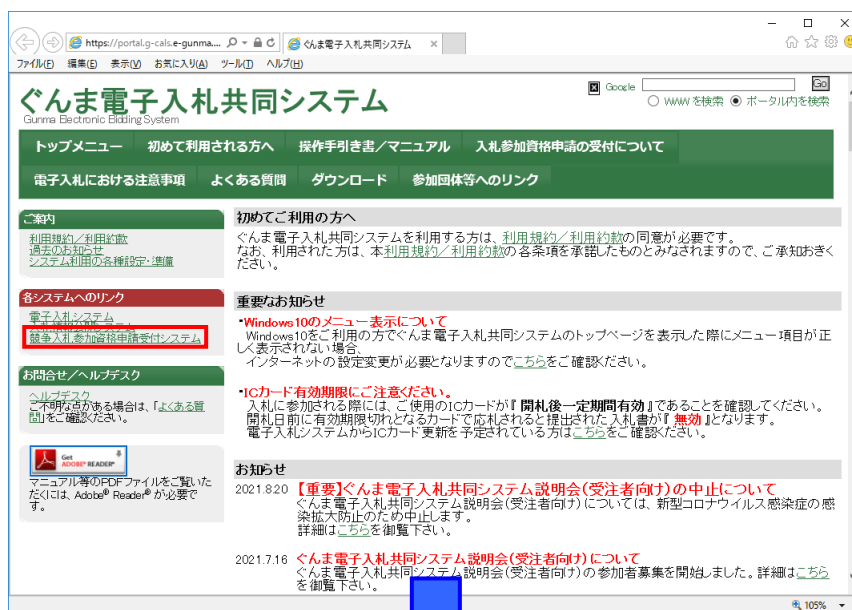 https://portal.g-cals.e-gunma....
ぐんま電子入札共同システム
ファイル(F) 編集(E) 表示(V) お気に入り(A) ツール(T) ヘルプ(H)
ぐんま電子入札共同システム
Gunma Electronic Bidding System
Google
Go
WWW を検索 ポータル内を検索
トップメニュー 初めて利用される方へ 操作手引き書／マニュアル 入札参加資格申請の受付について
電子入札における注意事項 よくある質問 ダウンロード 参加団体等へのリンク
ご案内
利用規約／利用約款
過去のお知らせ
システム利用の各種設定・準備
各システムへのリンク
電子入札システム
競争入札参加資格申請受付システム
お問合せ／ヘルプデスク
ヘルプデスク
ご不明な点がある場合は、「よくある質
問」をご確認ください。
Get
ADOBE® READER®
マニュアル等のPDFファイルをご覧いた
だくには、Adobe® Reader® が必要で
す。
初めてご利用の方へ
ぐんま電子入札共同システムを利用する方は、利用規約／利用約款の同意が必要です。
なお、利用された方は、本利用規約／利用約款の各条項を承諾したものとみなされますので、ご承知おきく
ださい。
重要なお知らせ
・Windows10のメニュー表示について
Windows10をご利用の方でぐんま電子入札共同システムのトップページを表示した際にメニュー項目が正
しく表示されない場合、
インターネットの設定変更が必要となりますのでこちらをご確認ください。
・ICカード有効期限にご注意ください。
入札に参加される際には、ご使用のICカードが『 開札後一定期間有効 』であることを確認してください。
開札日前に有効期限切れとなるカードで応札されると提出された入札書が『 無効 』となります。
電子入札システムからICカード更新を予定されている方はこちらをご確認ください。
お知らせ
2021.8.20 【重要】ぐんま電子入札共同システム説明会(受注者向け)の中止について
ぐんま電子入札共同システム説明会(受注者向け)については、新型コロナウイルス感染症の感
染拡大防止のため中止します。
詳細はこちらを御覧下さい。
2021.7.16 ぐんま電子入札共同システム説明会(受注者向け)について
ぐんま電子入札共同システム説明会(受注者向け)の参加者募集を開始しました。詳細はこちら
を御覧下さい。
105%